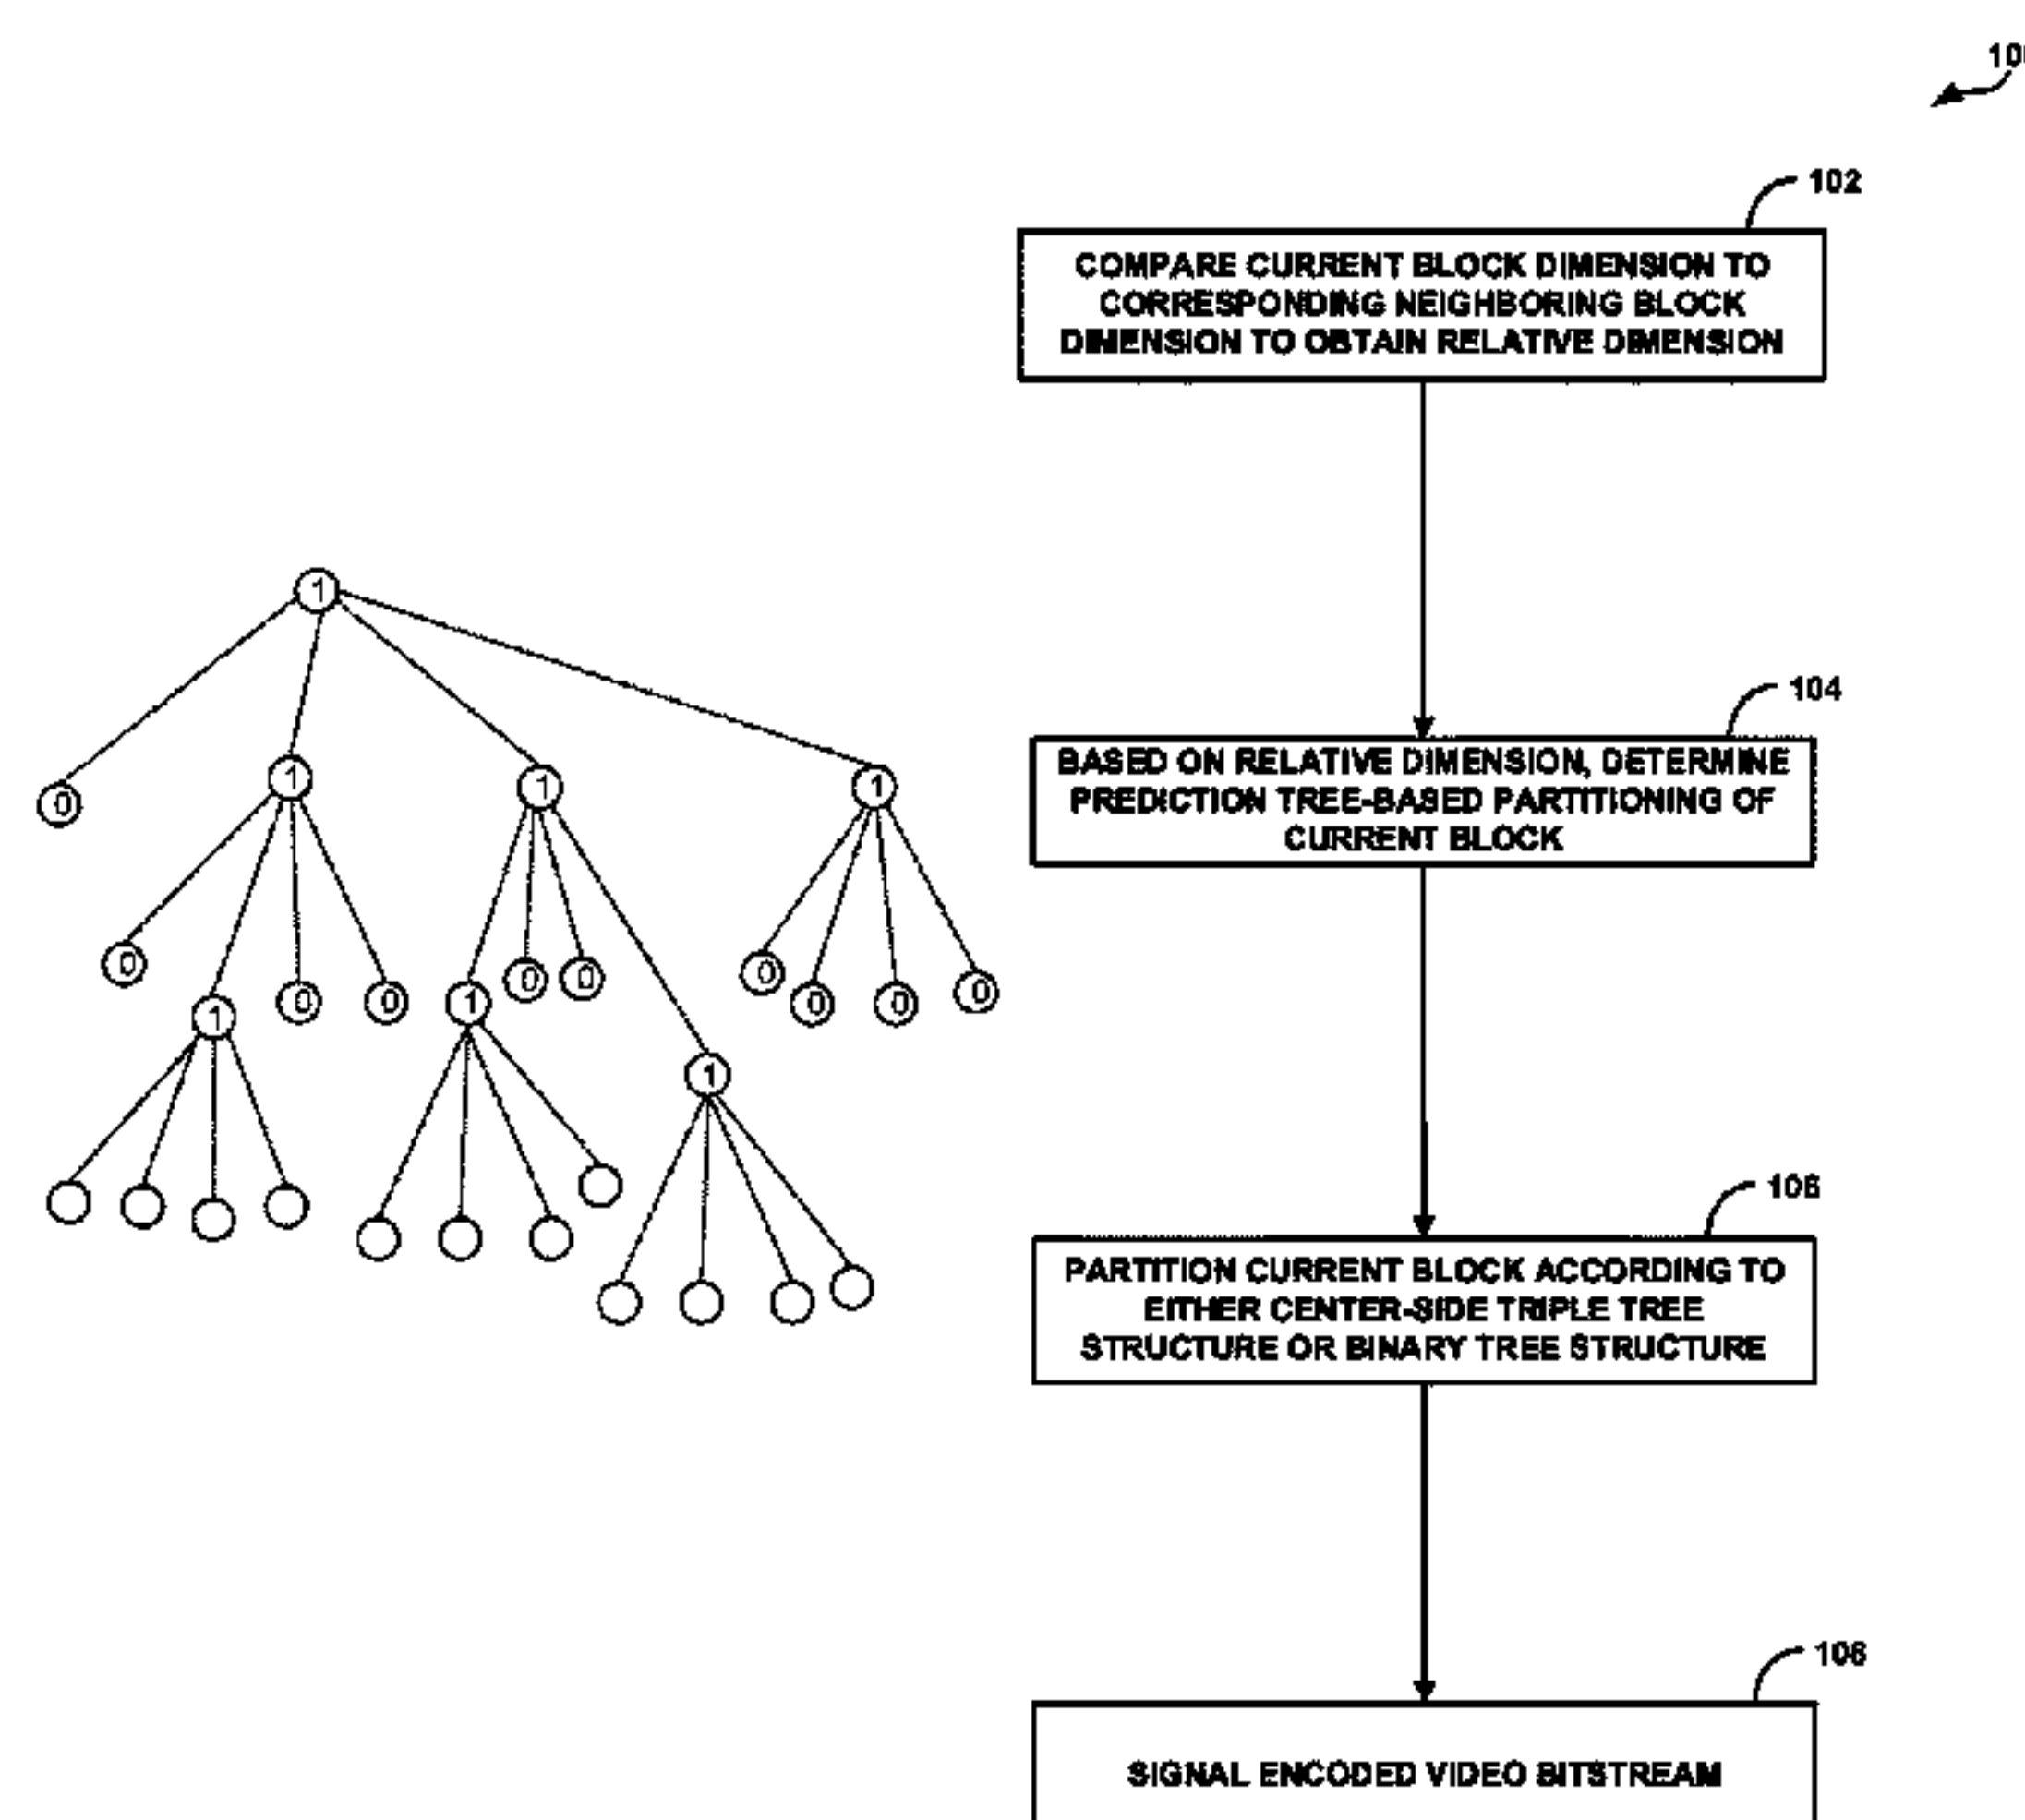 100
102
COMPARE CURRENT BLOCK DIMENSION TO
CORRESPONDING NEIGHBORING BLOCK
DIMENSION TO OBTAIN RELATIVE DIMENSION
1
0 1 1 1
0 1 0 0 1 0 0 1 0 0 0 0
104
BASED ON RELATIVE DIMENSION, DETERMINE
PREDICTION TREE-BASED PARTITIONING OF
CURRENT BLOCK
106
PARTITION CURRENT BLOCK ACCORDING TO
EITHER CENTER-SIDE TRIPLE TREE
STRUCTURE OR BINARY TREE STRUCTURE
108
SIGNAL ENCODED VIDEO BITSTREAM